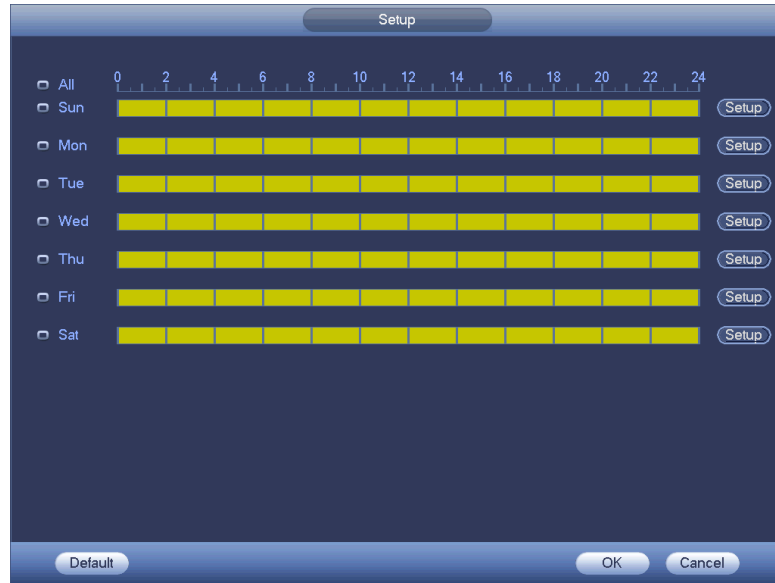 Setup
All 0 2 4 6 8 10 12 14 16 18 20 22 24
Sun Setup
Mon Setup
Tue Setup
Wed Setup
Thu Setup
Fri Setup
Sat Setup
Default OK Cancel